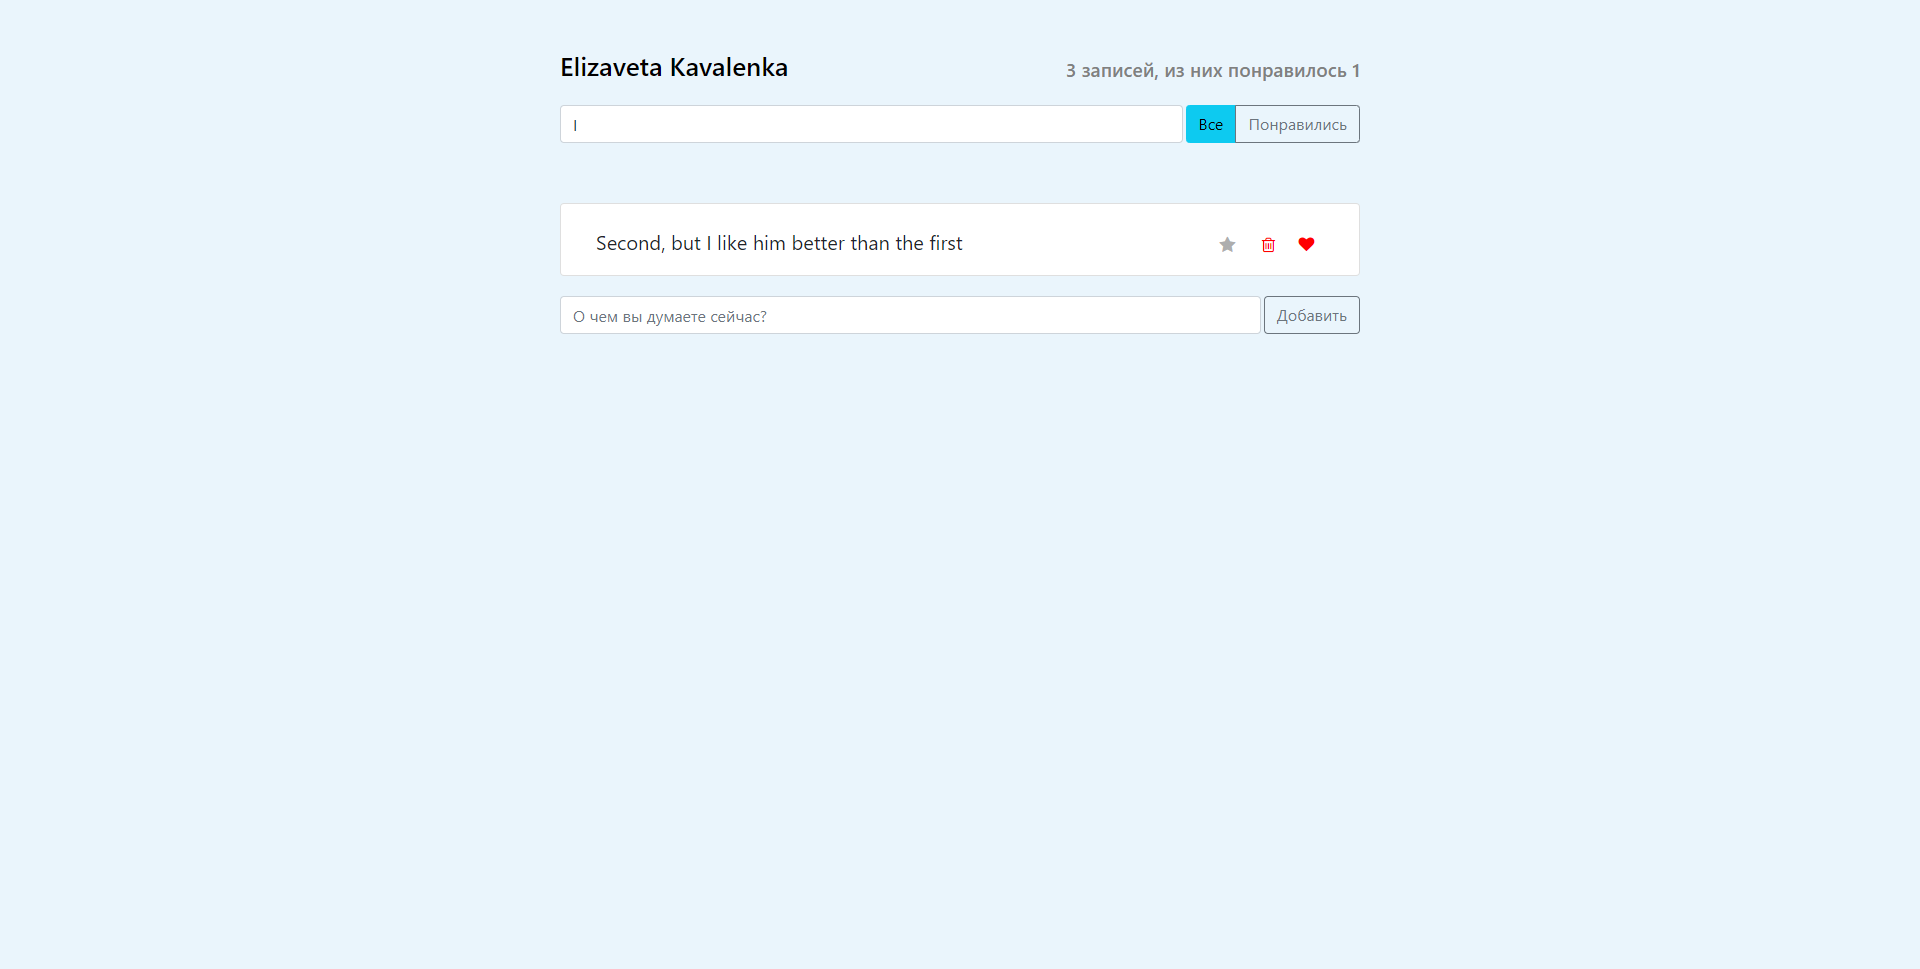 Elizaveta Kavalenka
3 записей, из них понравилось 1
I
Все
Понравились
Second, but I like him better than the first
О чем вы думаете сейчас?
Добавить